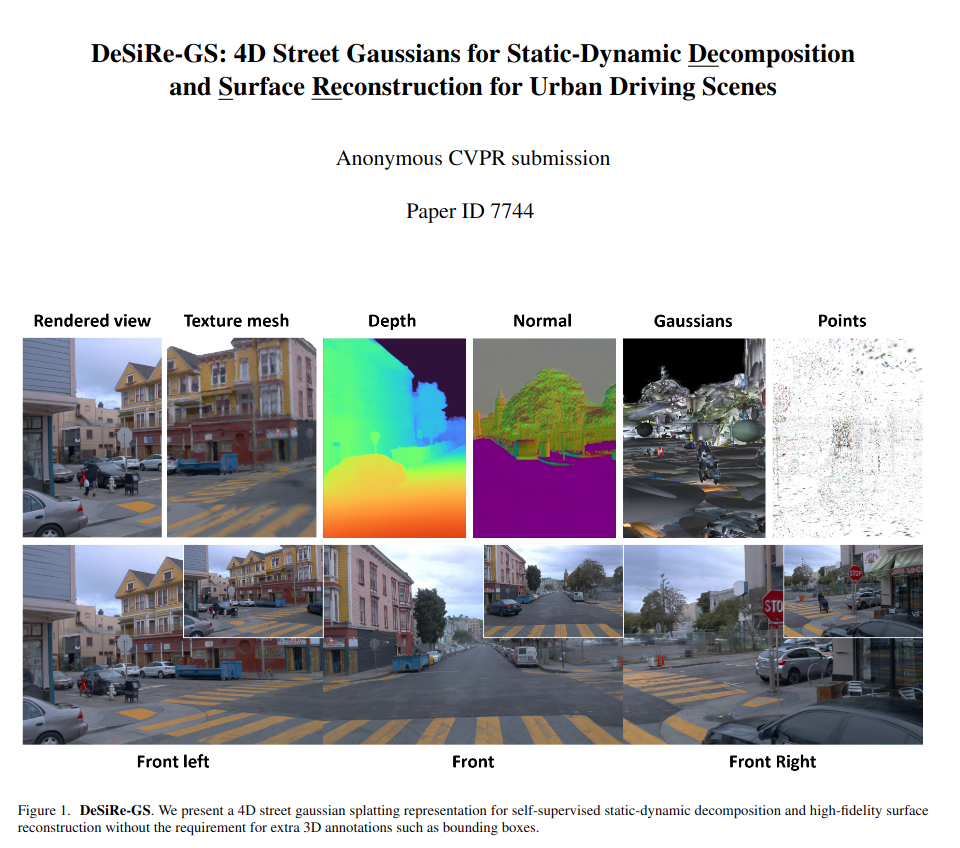 DeSiRe-GS: 4D Street Gaussians for Static-Dynamic Decomposition
and Surface Reconstruction for Urban Driving Scenes
Anonymous CVPR submission
Paper ID 7744
Rendered view Texture mesh Depth Normal Gaussians Points
STO
STOP
Front left Front Front Right
Figure 1. DeSiRe-GS. We present a 4D street gaussian splatting representation for self-supervised static-dynamic decomposition and high-fidelity surface
reconstruction without the requirement for extra 3D annotations such as bounding boxes.